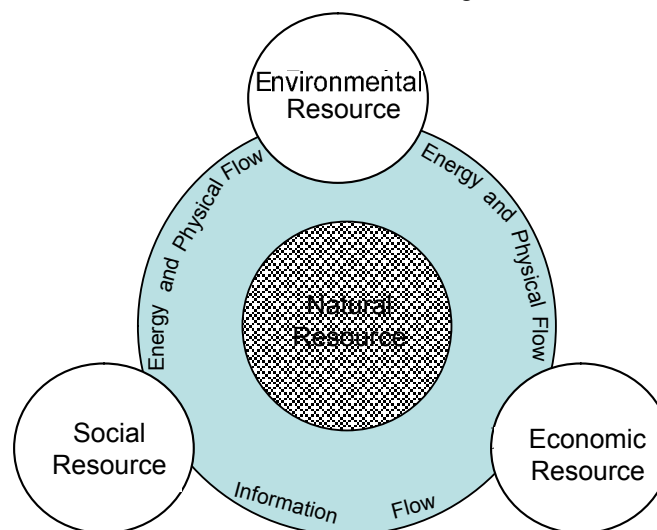 Environmental
Resource
Energy and Physical Flow
Energy and Physical Flow
Natural
Resource
Social
Resource
Economic
Resource
Information Flow